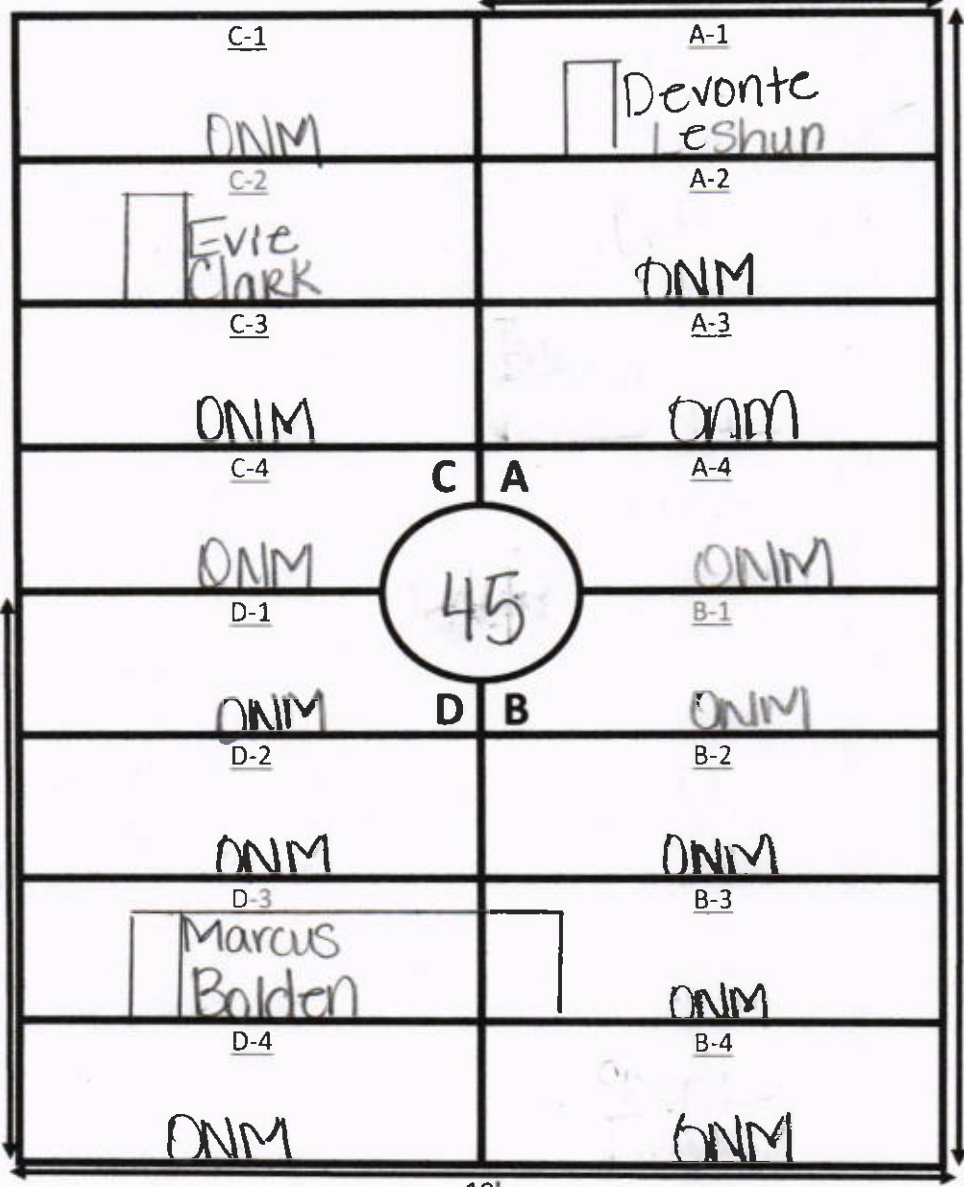 C-1
ONM
A-1
Devonte
Leshun
C-2
Evie
Clark
A-2
ONM
C-3
ONM
A-3
ONM
C-4
ONM
A-4
ONM
C A
45
D B
D-1
ONM
B-1
ONM
D-2
ONM
B-2
ONM
D-3
Marcus
Bolden
B-3
ONM
D-4
ONM
B-4
ONM